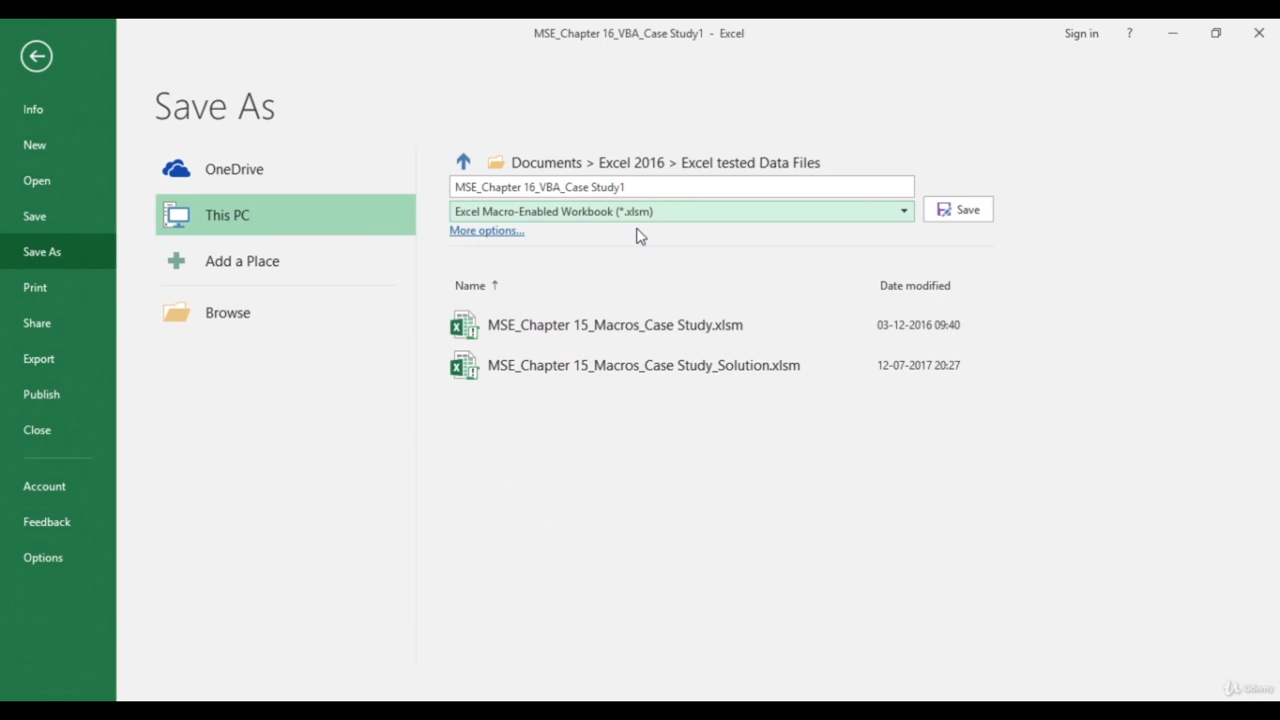 MSE_Chapter 16_VBA_Case Study1 - Excel
Sign in
?
Info
New
Open
Save
Save As
Print
Share
Export
Publish
Close
Account
Feedback
Options
Save As
OneDrive
This PC
Add a Place
Browse
Documents > Excel 2016 > Excel tested Data Files
MSE_Chapter 16_VBA_Case Study1
Excel Macro-Enabled Workbook (*.xlsm)
Save
More options...
Name Date modified
MSE_Chapter 15_Macros_Case Study.xlsm 03-12-2016 09:40
MSE_Chapter 15_Macros_Case Study_Solution.xlsm 12-07-2017 20:27
Udemy